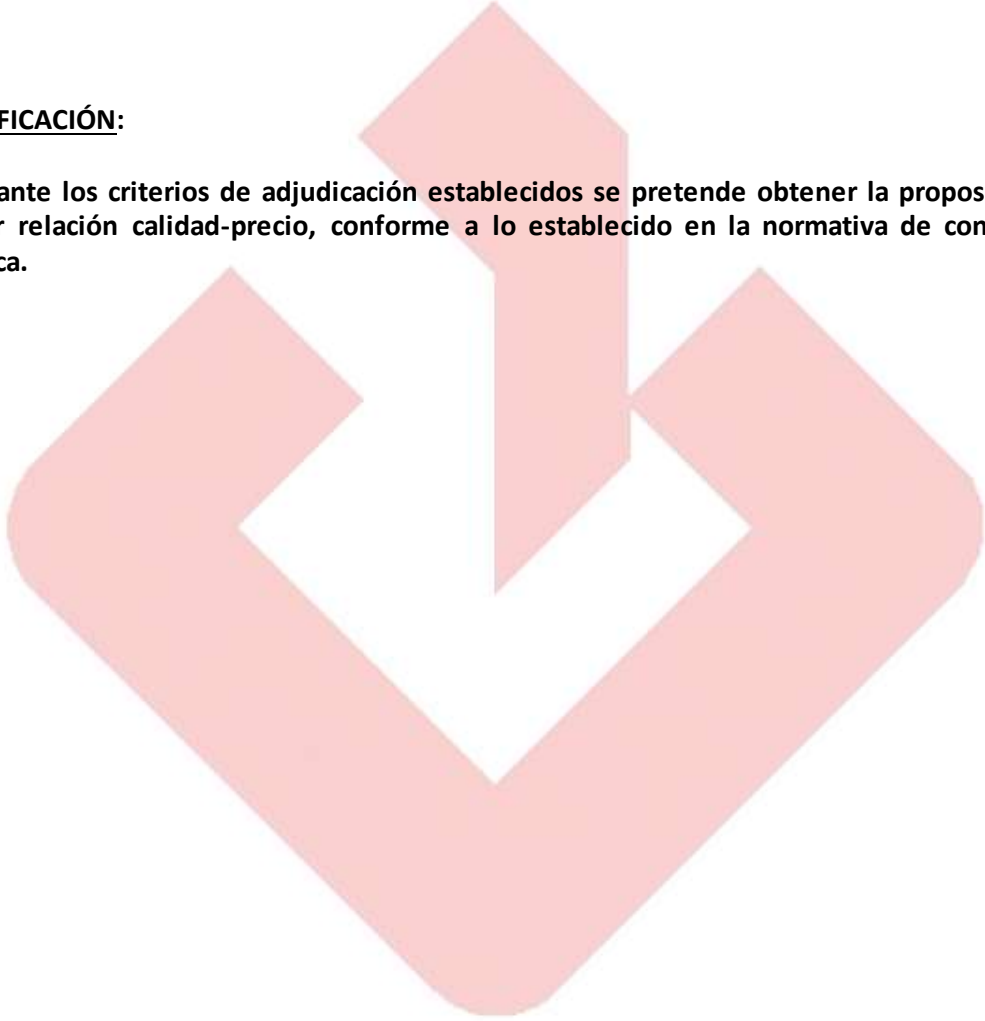 FICACIÓN:
ante los criterios de adjudicación establecidos se pretende obtener la propos
r relación calidad-precio, conforme a lo establecido en la normativa de con
ca.